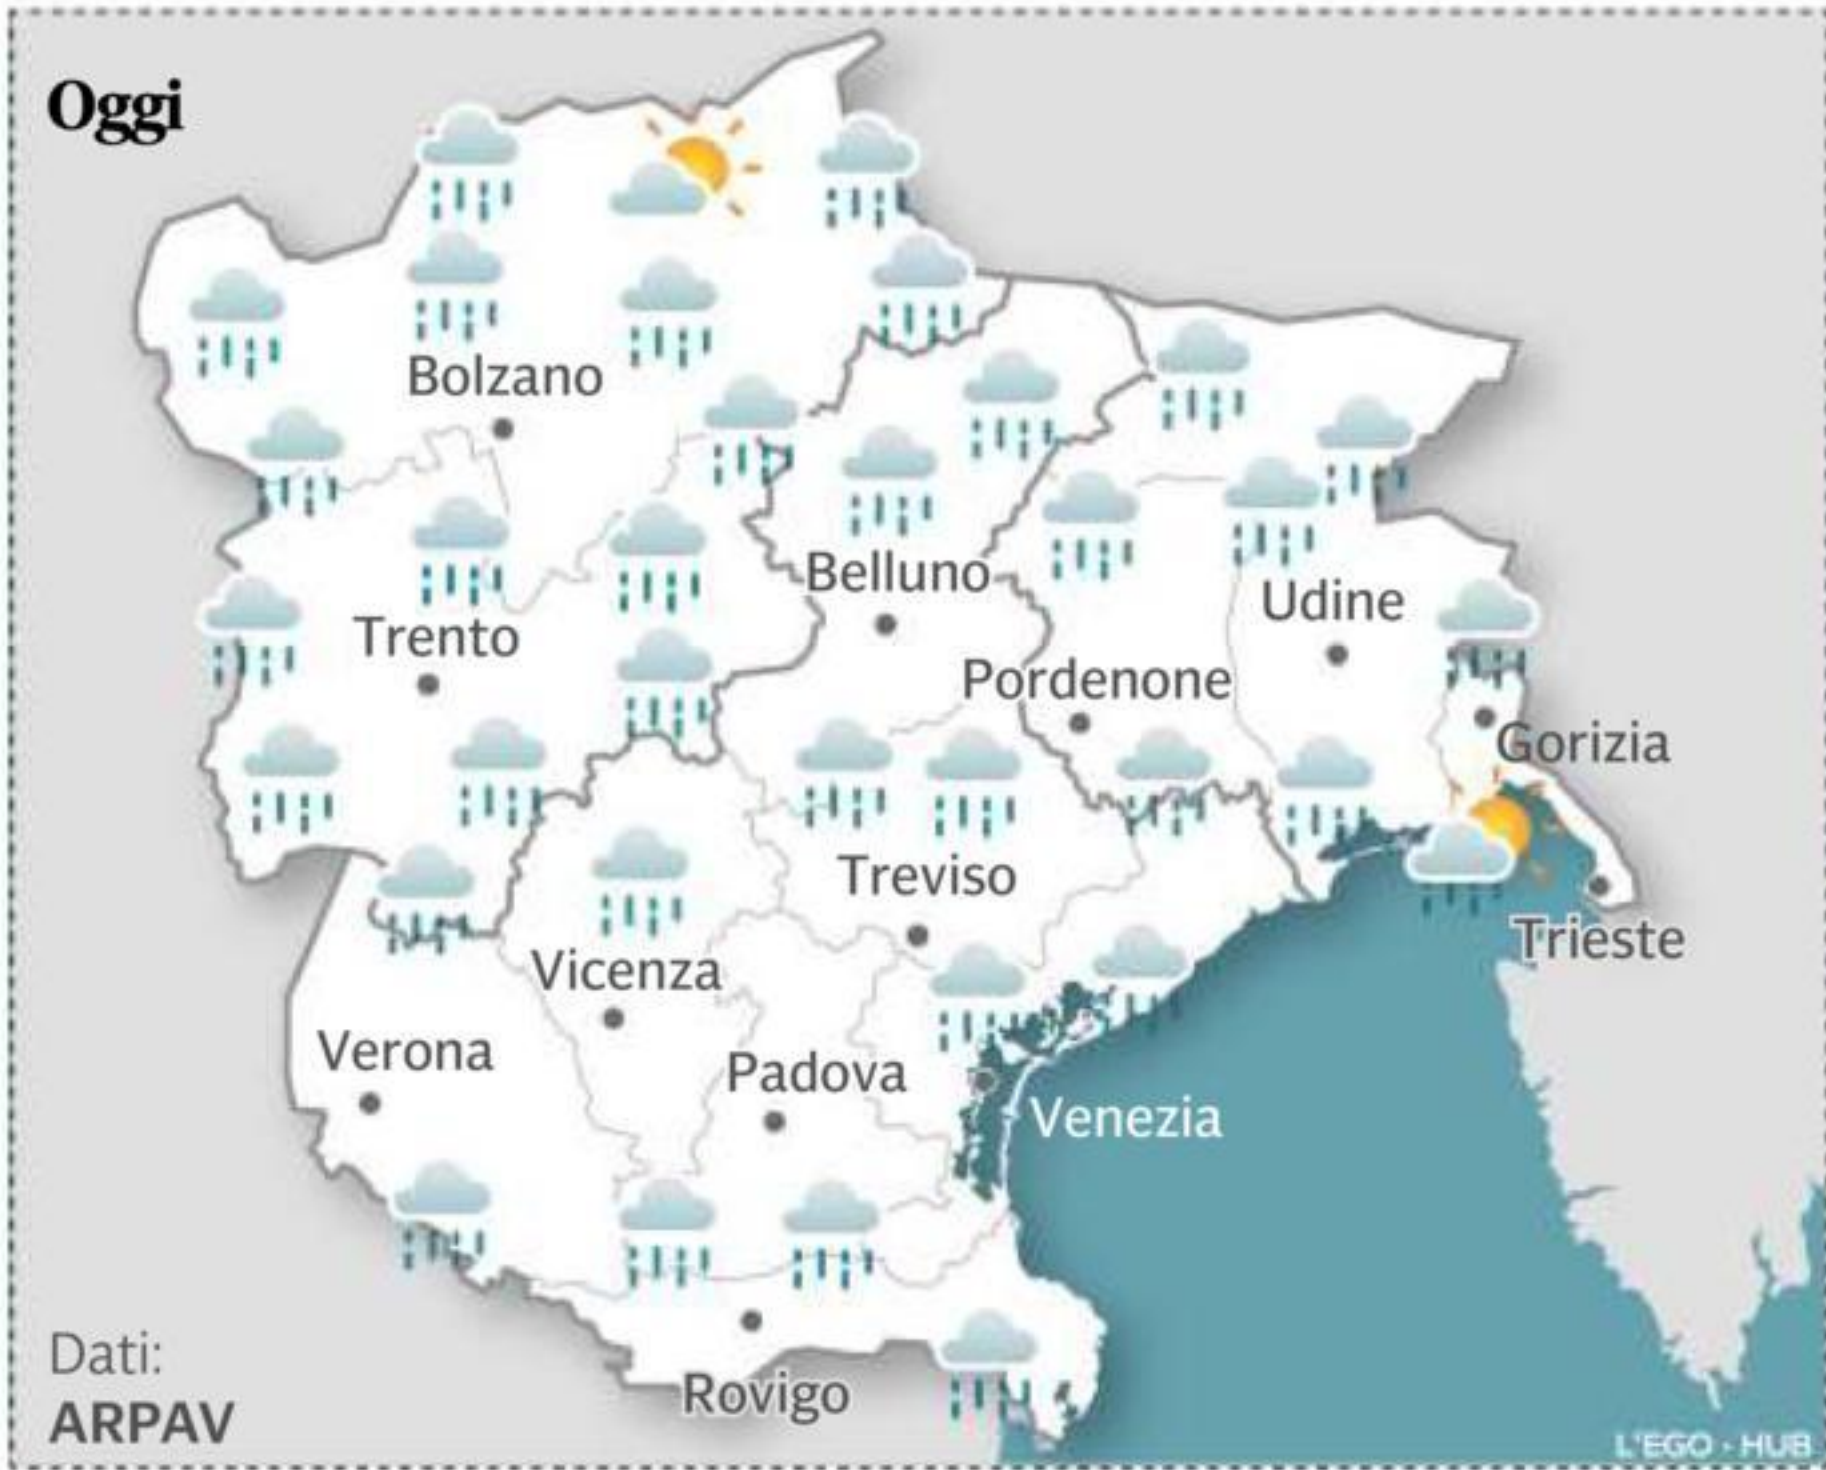 Oggi
Bolzano
Belluno
Udine
Trento
Pordenone
Gorizia
Treviso
Trieste
Vicenza
Verona
Padova
Venezia
Dati:
ARPAV
Rovigo
L'EGO - HUB